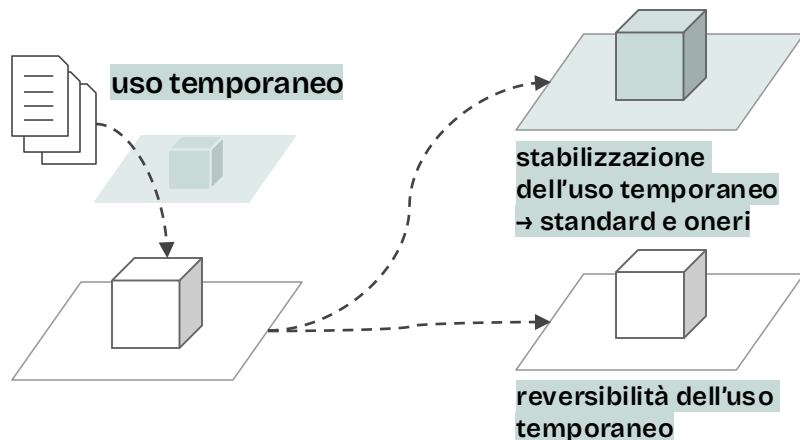 uso temporaneo
stabilizzazione
dell'uso temporaneo
→ standard e oneri
reversibilità dell'uso
temporaneo